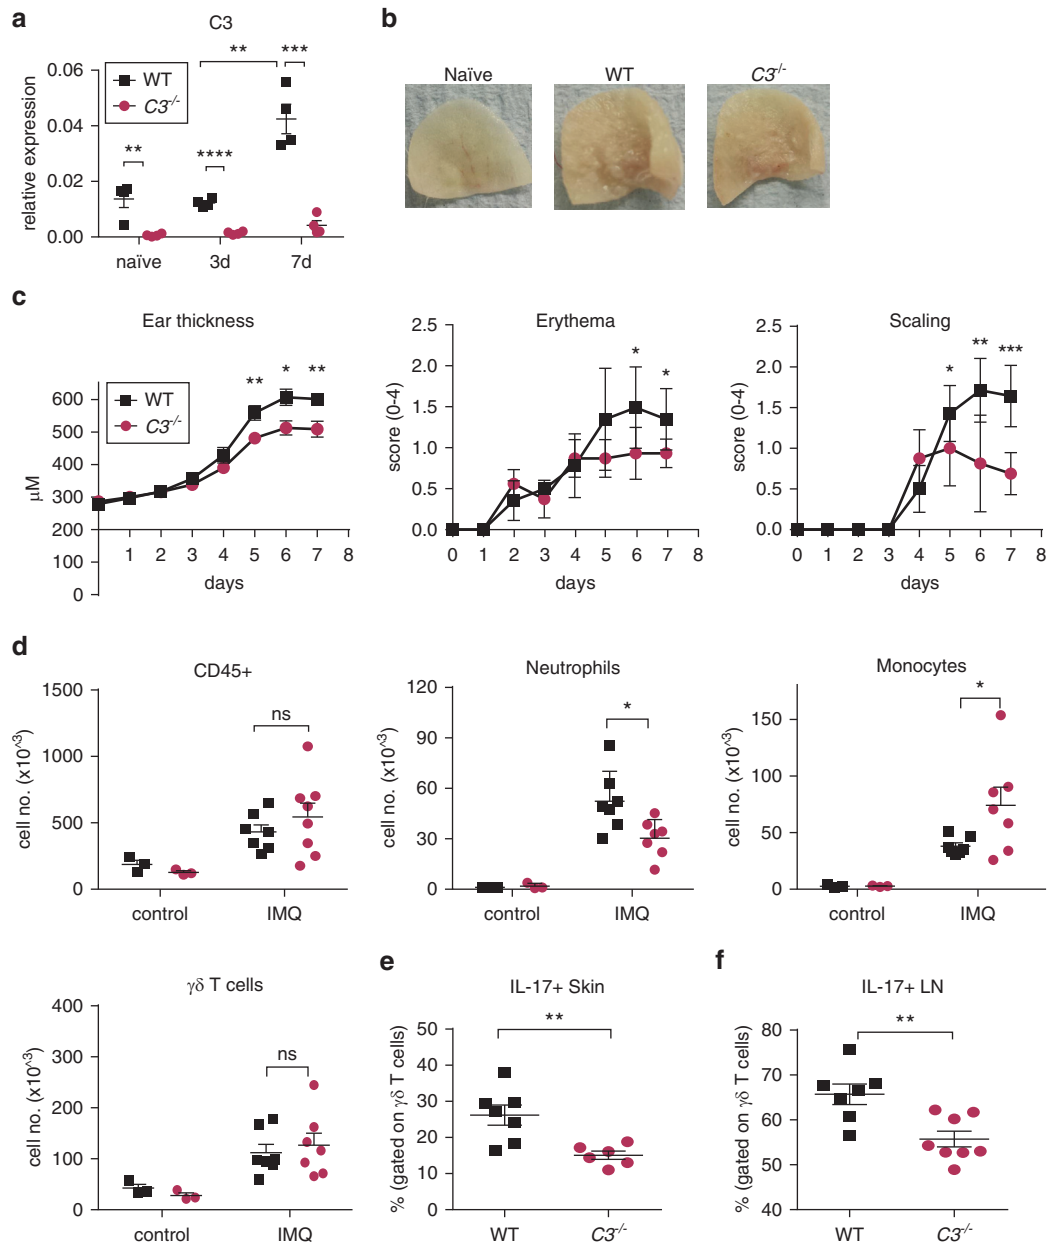 a
C3
relative expression
0.06
0.04
0.02
0.00
WT
C3-/-
**
****
**
***
naïve
3d
7d
b
Naïve
WT
C3-/-
c
Ear thickness
WT
C3-/-
µM
600
500
400
300
200
100
0
**
*
**
1 2 3 4 5 6 7 8
days
Erythema
score (0-4)
2.5
2.0
1.5
1.0
0.5
0.0
*
*
0 1 2 3 4 5 6 7 8
days
Scaling
score (0-4)
2.5
2.0
1.5
1.0
0.5
0.0
*
**
***
0 1 2 3 4 5 6 7 8
days
d
CD45+
cell no. (x10^3)
1500
1000
500
0
ns
control
IMQ
Neutrophils
cell no. (x10^3)
120
90
60
30
0
*
control
IMQ
Monocytes
cell no. (x10^3)
150
100
50
0
*
control
IMQ
γδ T cells
cell no. (x10^3)
400
300
200
100
0
ns
control
IMQ
e
IL-17+ Skin
% (gated on γδ T cells)
50
40
30
20
10
0
**
WT
C3-/-
f
IL-17+ LN
% (gated on γδ T cells)
80
70
60
50
40
**
WT
C3-/-